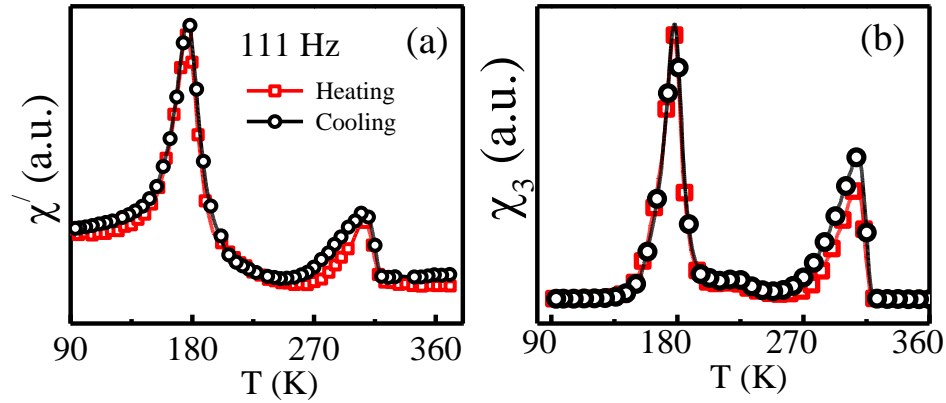 (a)
111 Hz
Heating
Cooling
χ′ (a.u.)
90 180 270 360
T (K)
(b)
χ₃ (a.u.)
90 180 270 360
T (K)